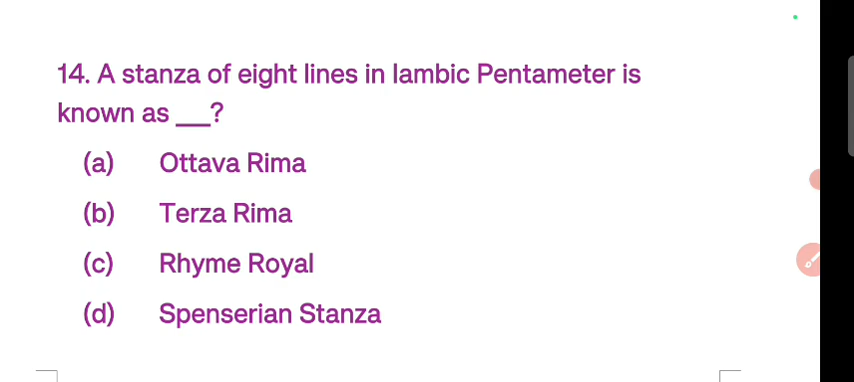 14. A stanza of eight lines in Iambic Pentameter is
known as ___?
(a) Ottava Rima
(b) Terza Rima
(c) Rhyme Royal
(d) Spenserian Stanza